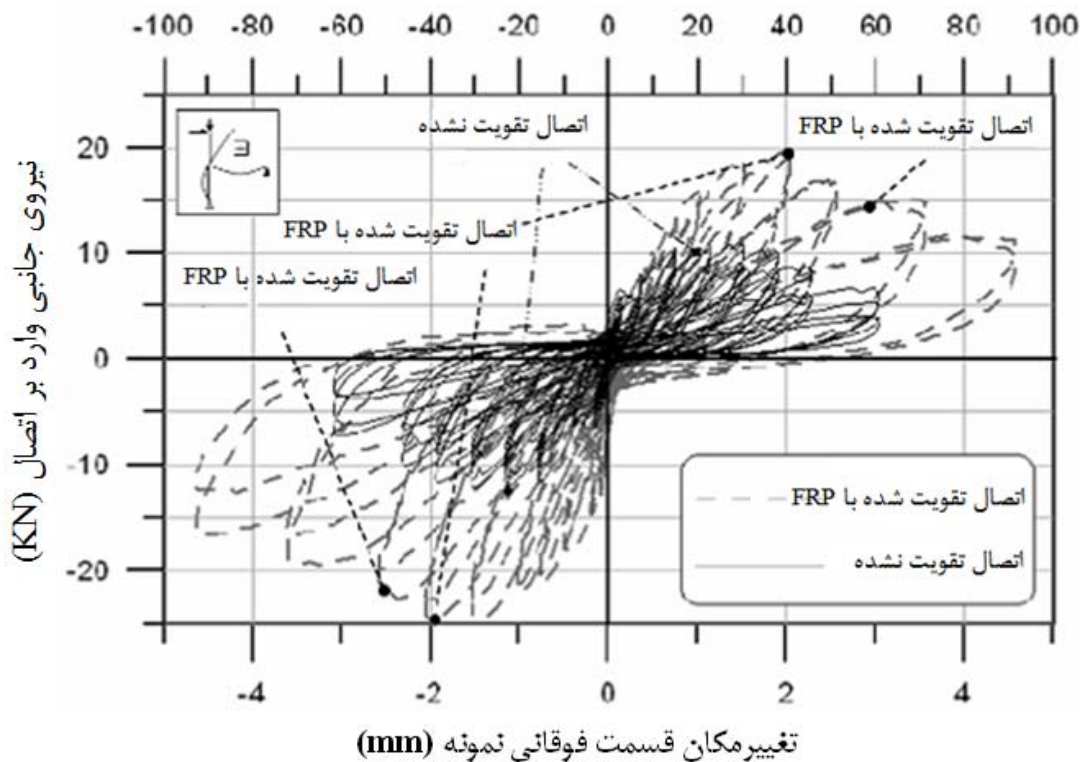 -100 -80 -60 -40 -20 0 20 40 60 80 100
اتصال تقویت نشده
اتصال تقویت شده با FRP
اتصال تقویت شده با FRP
اتصال تقویت شده با FRP
20
10
0
-10
-20
نیروی جانبی وارد بر اتصال (KN)
اتصال تقویت شده با FRP
اتصال تقویت نشده
-4 -2 0 2 4
تغییرمکان قسمت فوقانی نمونه (mm)